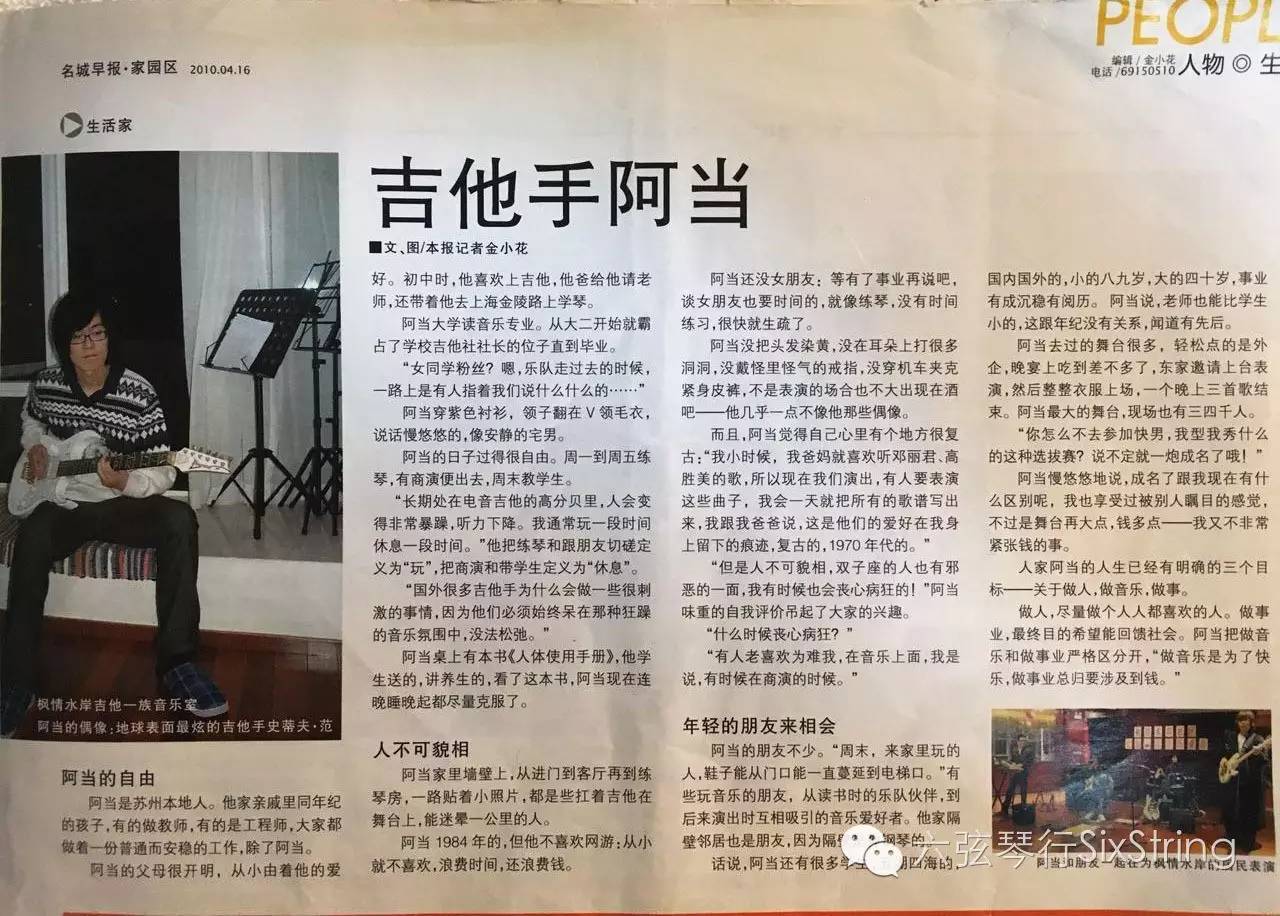 PEOPL
名城早报·家园区 2010.04.16
编辑/金小花
电话/69150510
人物◎生
生活家
吉他手阿当
■文、图/本报记者金小花
枫情水岸吉他一族音乐室
阿当的偶像:地球表面最炫的吉他手史蒂夫·范
阿当的自由
阿当是苏州本地人。他家亲戚里同年纪
的孩子,有的做教师,有的是工程师,大家都
做着一份普通而安稳的工作,除了阿当。
阿当的父母很开明,从小由着他的爱
好。初中时,他喜欢上吉他,他爸给他请老
师,还带着他去上海金陵路上学琴。
阿当大学读音乐专业。从大二开始就霸
占了学校吉他社社长的位子直到毕业。
“女同学粉丝?嗯,乐队走过去的时候,
一路上是有人指着我们说什么什么的……”
阿当穿紫色衬衫,领子翻在V领毛衣,
说话慢悠悠的,像安静的宅男。
阿当的日子过得很自由。周一到周五练
琴,有商演便出去,周末教学生。
“长期处在电音吉他的高分贝里,人会变
得非常暴躁,听力下降。我通常玩一段时间
休息一段时间。”他把练琴和跟朋友切磋定
义为“玩”,把商演和带学生定义为“休息”。
“国外很多吉他手为什么会做一些很刺
激的事情,因为他们必须始终呆在那种狂躁
的音乐氛围中,没法松弛。”
阿当桌上有本书《人体使用手册》,他学
生送的,讲养生的,看了这本书,阿当现在连
晚睡晚起都尽量克服了。
人不可貌相
阿当家里墙壁上,从进门到客厅再到练
琴房,一路贴着小照片,都是些扛着吉他在
舞台上,能迷晕一公里的人。
阿当1984年的,但他不喜欢网游;从小
就不喜欢,浪费时间,还浪费钱。
阿当还没女朋友;等有了事业再说吧,
谈女朋友也要时间的,就像练琴,没有时间
练习,很快就生疏了。
阿当没把头发染黄,没在耳朵上打很多
洞洞,没戴怪里怪气的戒指,没穿机车夹克
紧身皮裤,不是表演的场合也不大出现在酒
吧——他几乎一点不像他那些偶像。
而且,阿当觉得自己心里有个地方很复
古:“我小时候,我爸妈就喜欢听邓丽君、高
胜美的歌,所以现在我们演出,有人要表演
这些曲子,我会一天就把所有的歌谱写出
来,我跟我爸爸说,这是他们的爱好在我身
上留下的痕迹,复古的,1970年代的。”
“但是人不可貌相,双子座的人也有邪
恶的一面,我有时候也会丧心病狂的!”阿当
味重的自我评价吊起了大家的兴趣。
“什么时候丧心病狂?”
“有人老喜欢为难我,在音乐上面,我是
说,有时候在商演的时候。”
年轻的朋友来相会
阿当的朋友不少。“周末,来家里玩的
人,鞋子能从门口能一直蔓延到电梯口。”有
些玩音乐的朋友,从读书时的乐队伙伴,到
后来演出时互相吸引的音乐爱好者。他家隔
壁邻居也是朋友,因为隔壁 钢琴的
话说,阿当还有很多学生 四海的,
国内国外的,小的八九岁,大的四十岁,事业
有成沉稳有阅历。阿当说,老师也能比学生
小的,这跟年纪没有关系,闻道有先后。
阿当去过的舞台很多,轻松点的是外
企,晚宴上吃到差不多了,东家邀请上台表
演,然后整整衣服上场,一个晚上三首歌结
束。阿当最大的舞台,现场也有三四千人。
“你怎么不去参加快男,我型我秀什么
的这种选拔赛?说不定就一炮成名了哦!”
阿当慢悠悠地说,成名了跟我现在有什
么区别呢,我也享受过被别人瞩目的感觉,
不过是舞台再大点,钱多点——我又不非常
紧张钱的事。
人家阿当的人生已经有明确的三个目
标——关于做人,做音乐,做事。
做人,尽量做个人人都喜欢的人。做事
业,最终目的希望能回馈社会。阿当把做音
乐和做事业严格区分开,“做音乐是为了快
乐,做事业总归要涉及到钱。”
阿当和朋友一起在为枫情水岸的居民表演
六弦琴行SixString